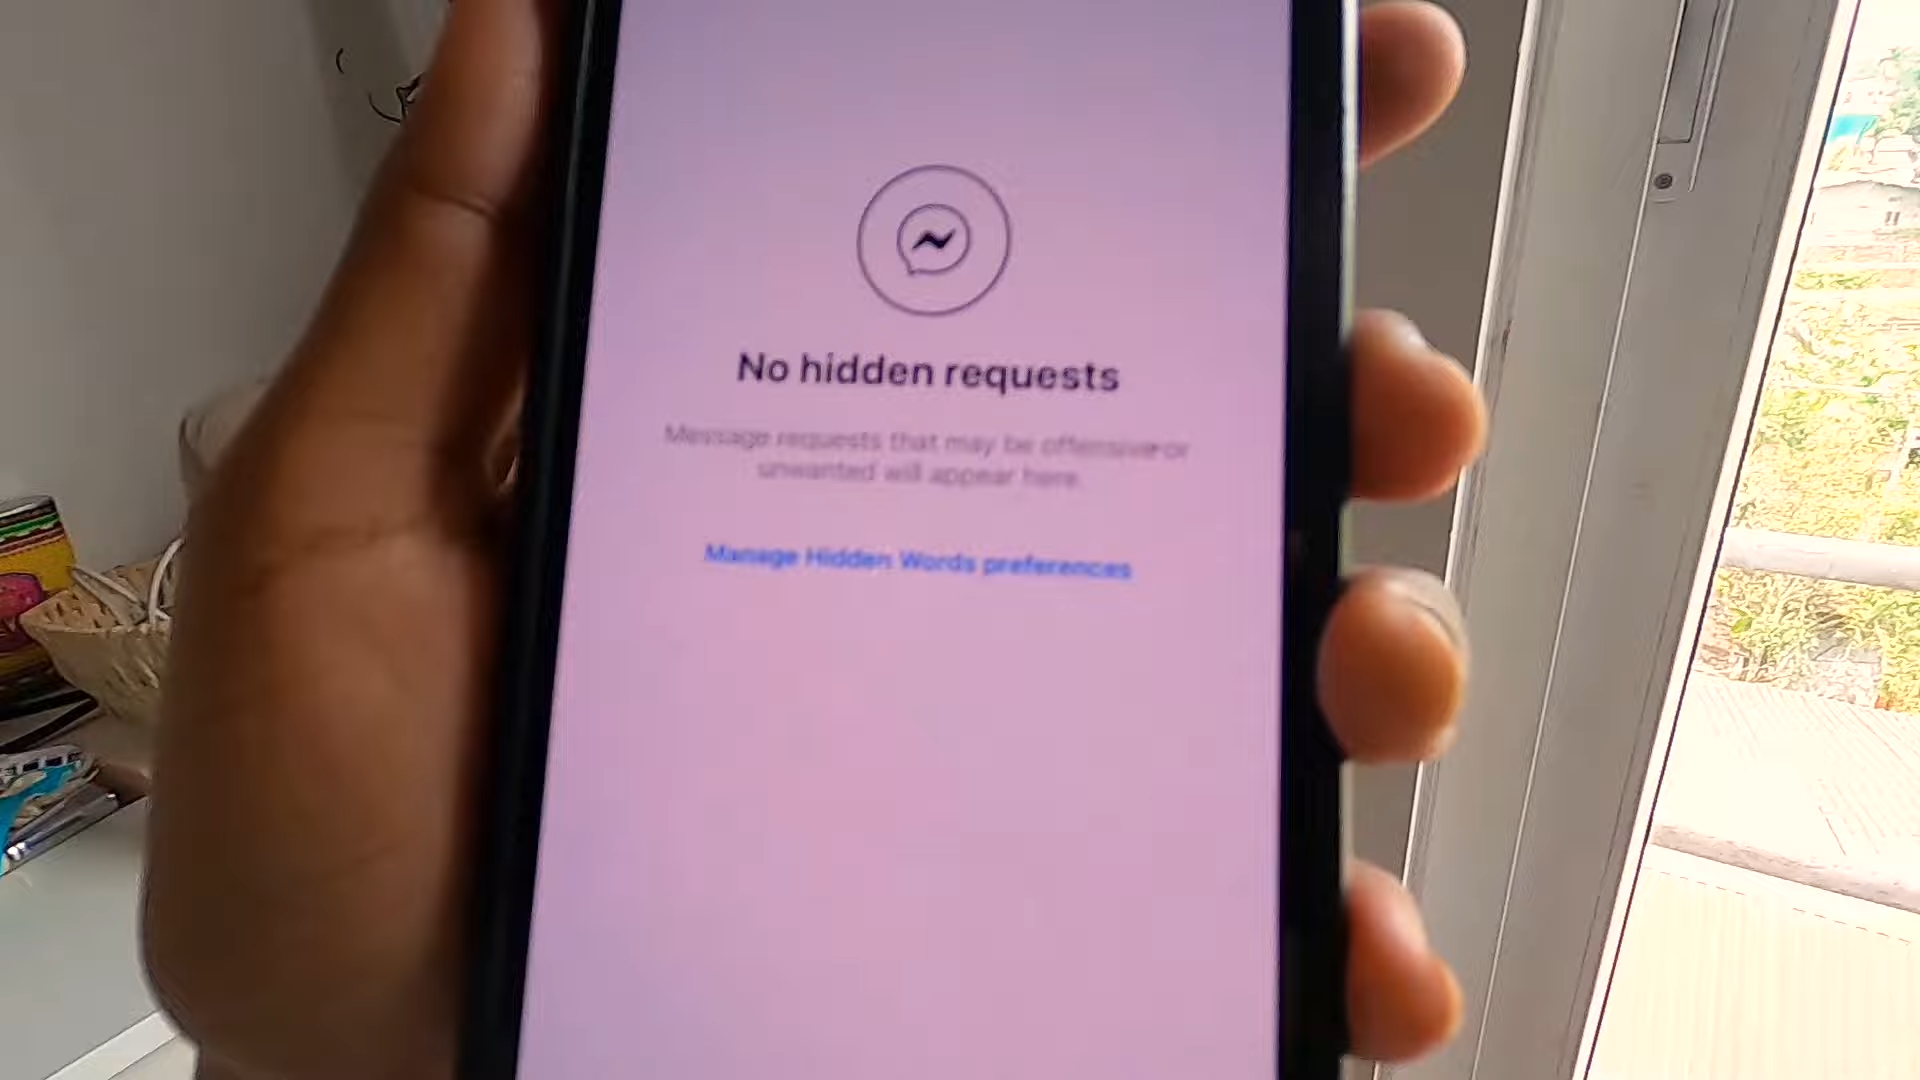 No hidden requests
Message requests that may be offensive or
unwanted will appear here.
Manage Hidden Words preferences